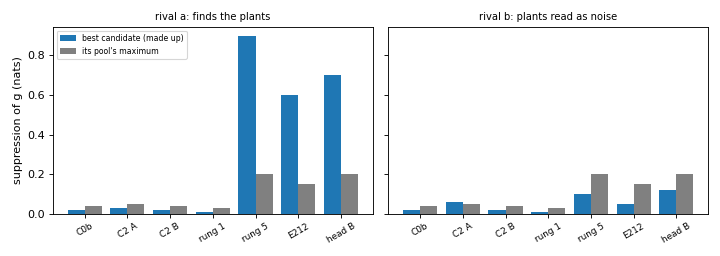 rival a: finds the plants
rival b: plants read as noise
suppression of g (nats)
0.8
0.6
0.4
0.2
0.0
best candidate (made up)
its pool's maximum
C0b
C2 A
C2 B
rung 1
rung 5
E212
head B
C0b
C2 A
C2 B
rung 1
rung 5
E212
head B